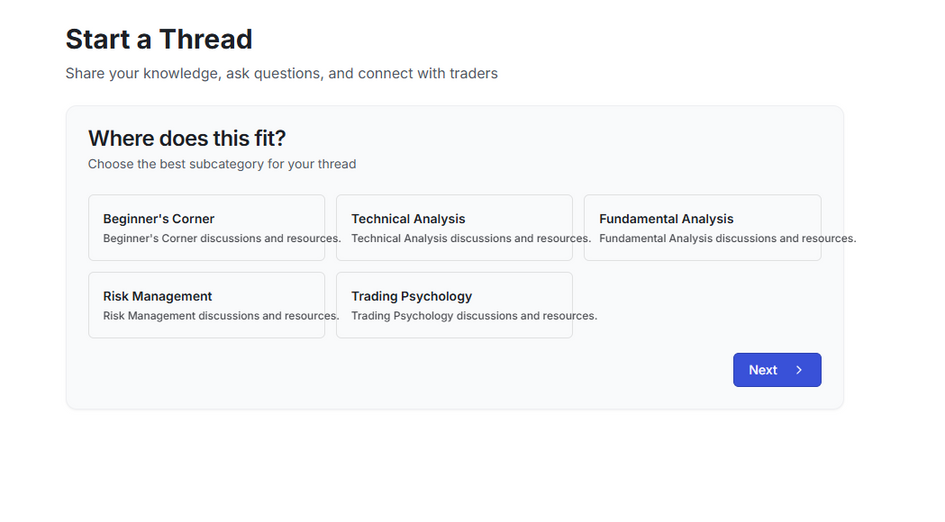 Start a Thread
Share your knowledge, ask questions, and connect with traders
Where does this fit?
Choose the best subcategory for your thread
Beginner's Corner
Beginner's Corner discussions and resources.
Technical Analysis
Technical Analysis discussions and resources.
Fundamental Analysis
Fundamental Analysis discussions and resources.
Risk Management
Risk Management discussions and resources.
Trading Psychology
Trading Psychology discussions and resources.
Next